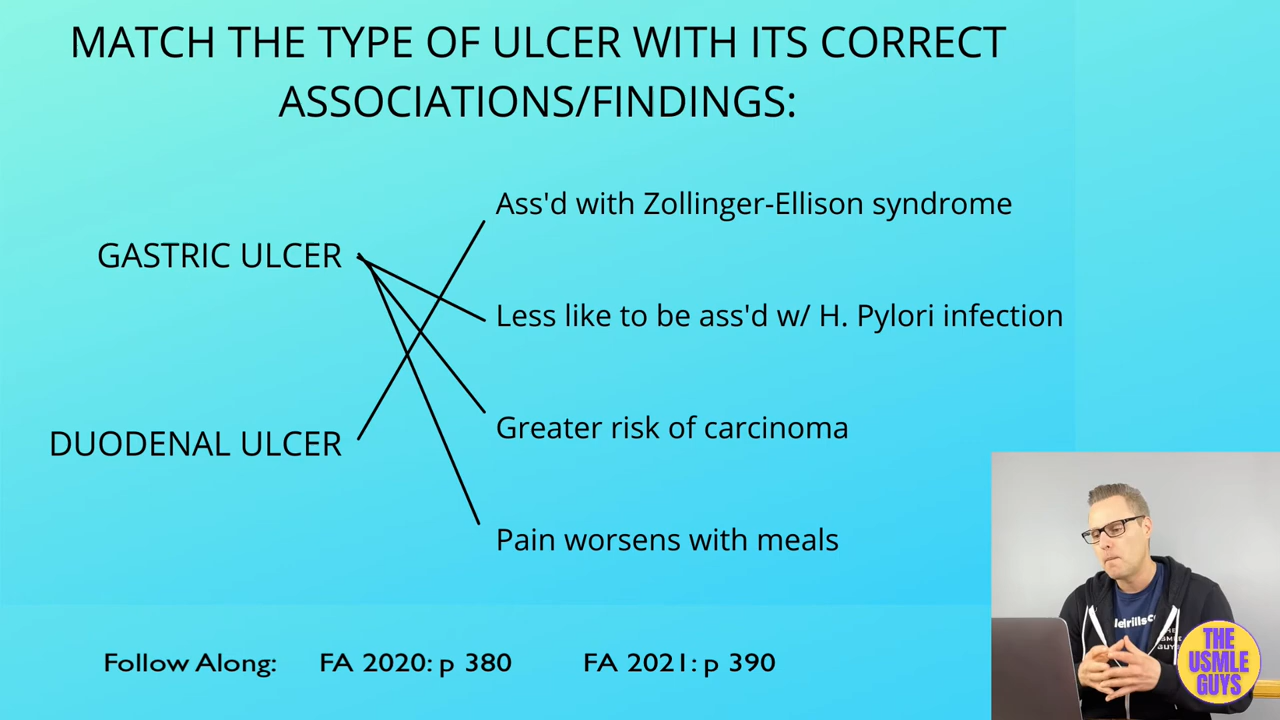 MATCH THE TYPE OF ULCER WITH ITS CORRECT
ASSOCIATIONS/FINDINGS:
Ass'd with Zollinger-Ellison syndrome
GASTRIC ULCER
Less like to be ass'd w/ H. Pylori infection
Greater risk of carcinoma
DUODENAL ULCER
Pain worsens with meals
Follow Along: FA 2020: p 380 FA 2021: p 390
THE
USMLE
GUYS